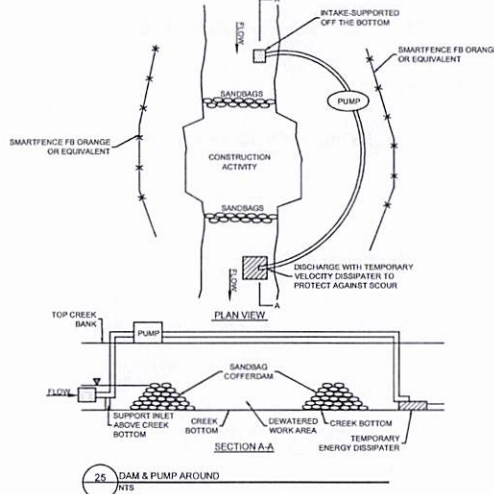 FLOW
INTAKE-SUPPORTED
OFF THE BOTTOM
SMARTFENCE FB ORANGE
OR EQUIVALENT
SANDBAGS
PUMP
SMARTFENCE FB ORANGE
OR EQUIVALENT
CONSTRUCTION
ACTIVITY
SANDBAGS
FLOW
DISCHARGE WITH TEMPORARY
VELOCITY DISSIPATER TO
PROTECT AGAINST SCOUR
A
PLAN VIEW
TOP CREEK
BANK
PUMP
SANDBAG
COFFERDAM
FLOW
SUPPORT INLET
ABOVE CREEK
BOTTOM
CREEK
BOTTOM
DEWATERED
WORK AREA
CREEK BOTTOM
TEMPORARY
ENERGY DISSIPATER
SECTION A-A
25 DAM & PUMP AROUND
NTS